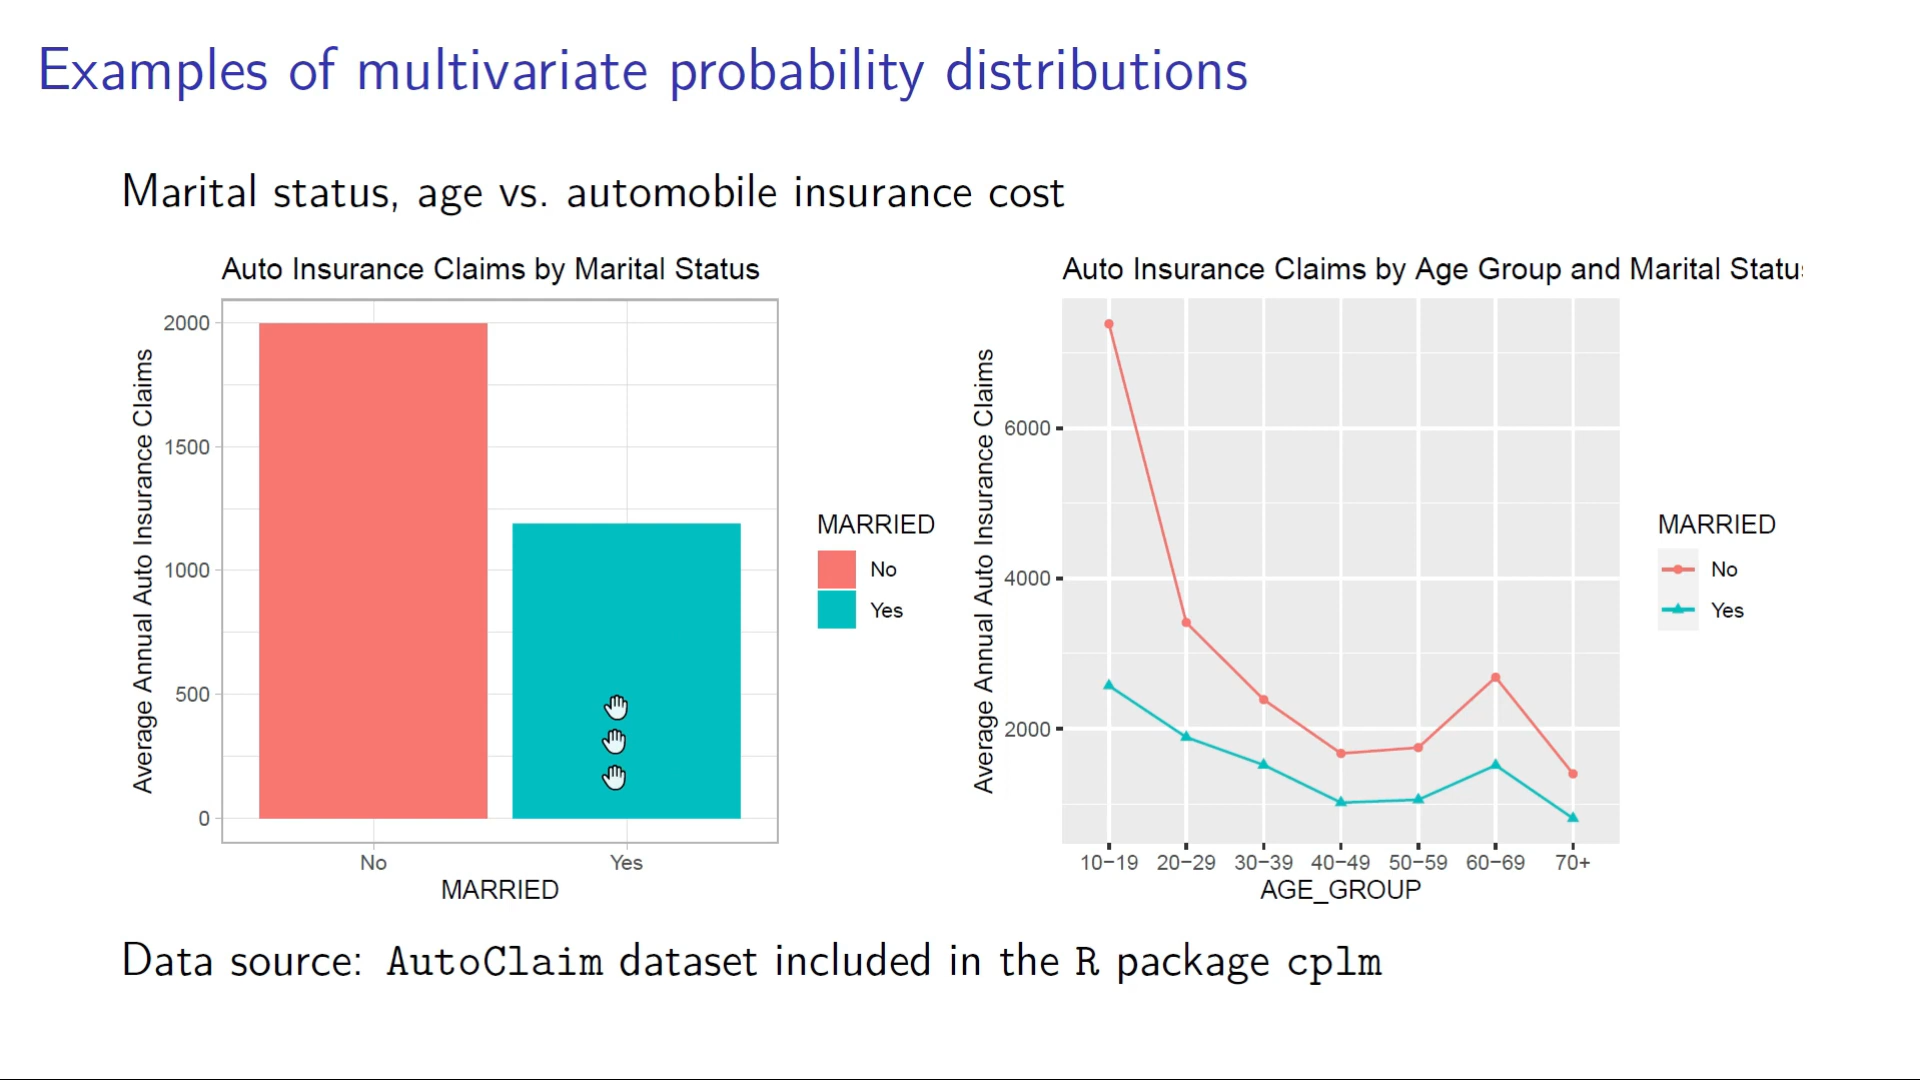 Examples of multivariate probability distributions
Marital status, age vs. automobile insurance cost
Auto Insurance Claims by Marital Status
Average Annual Auto Insurance Claims
2000
1500
1000
500
0
No
Yes
MARRIED
MARRIED
No
Yes
Auto Insurance Claims by Age Group and Marital Statu
Average Annual Auto Insurance Claims
6000
4000
2000
10−19 20−29 30−39 40−49 50−59 60−69 70+
AGE_GROUP
MARRIED
No
Yes
Data source: AutoClaim dataset included in the R package cplm